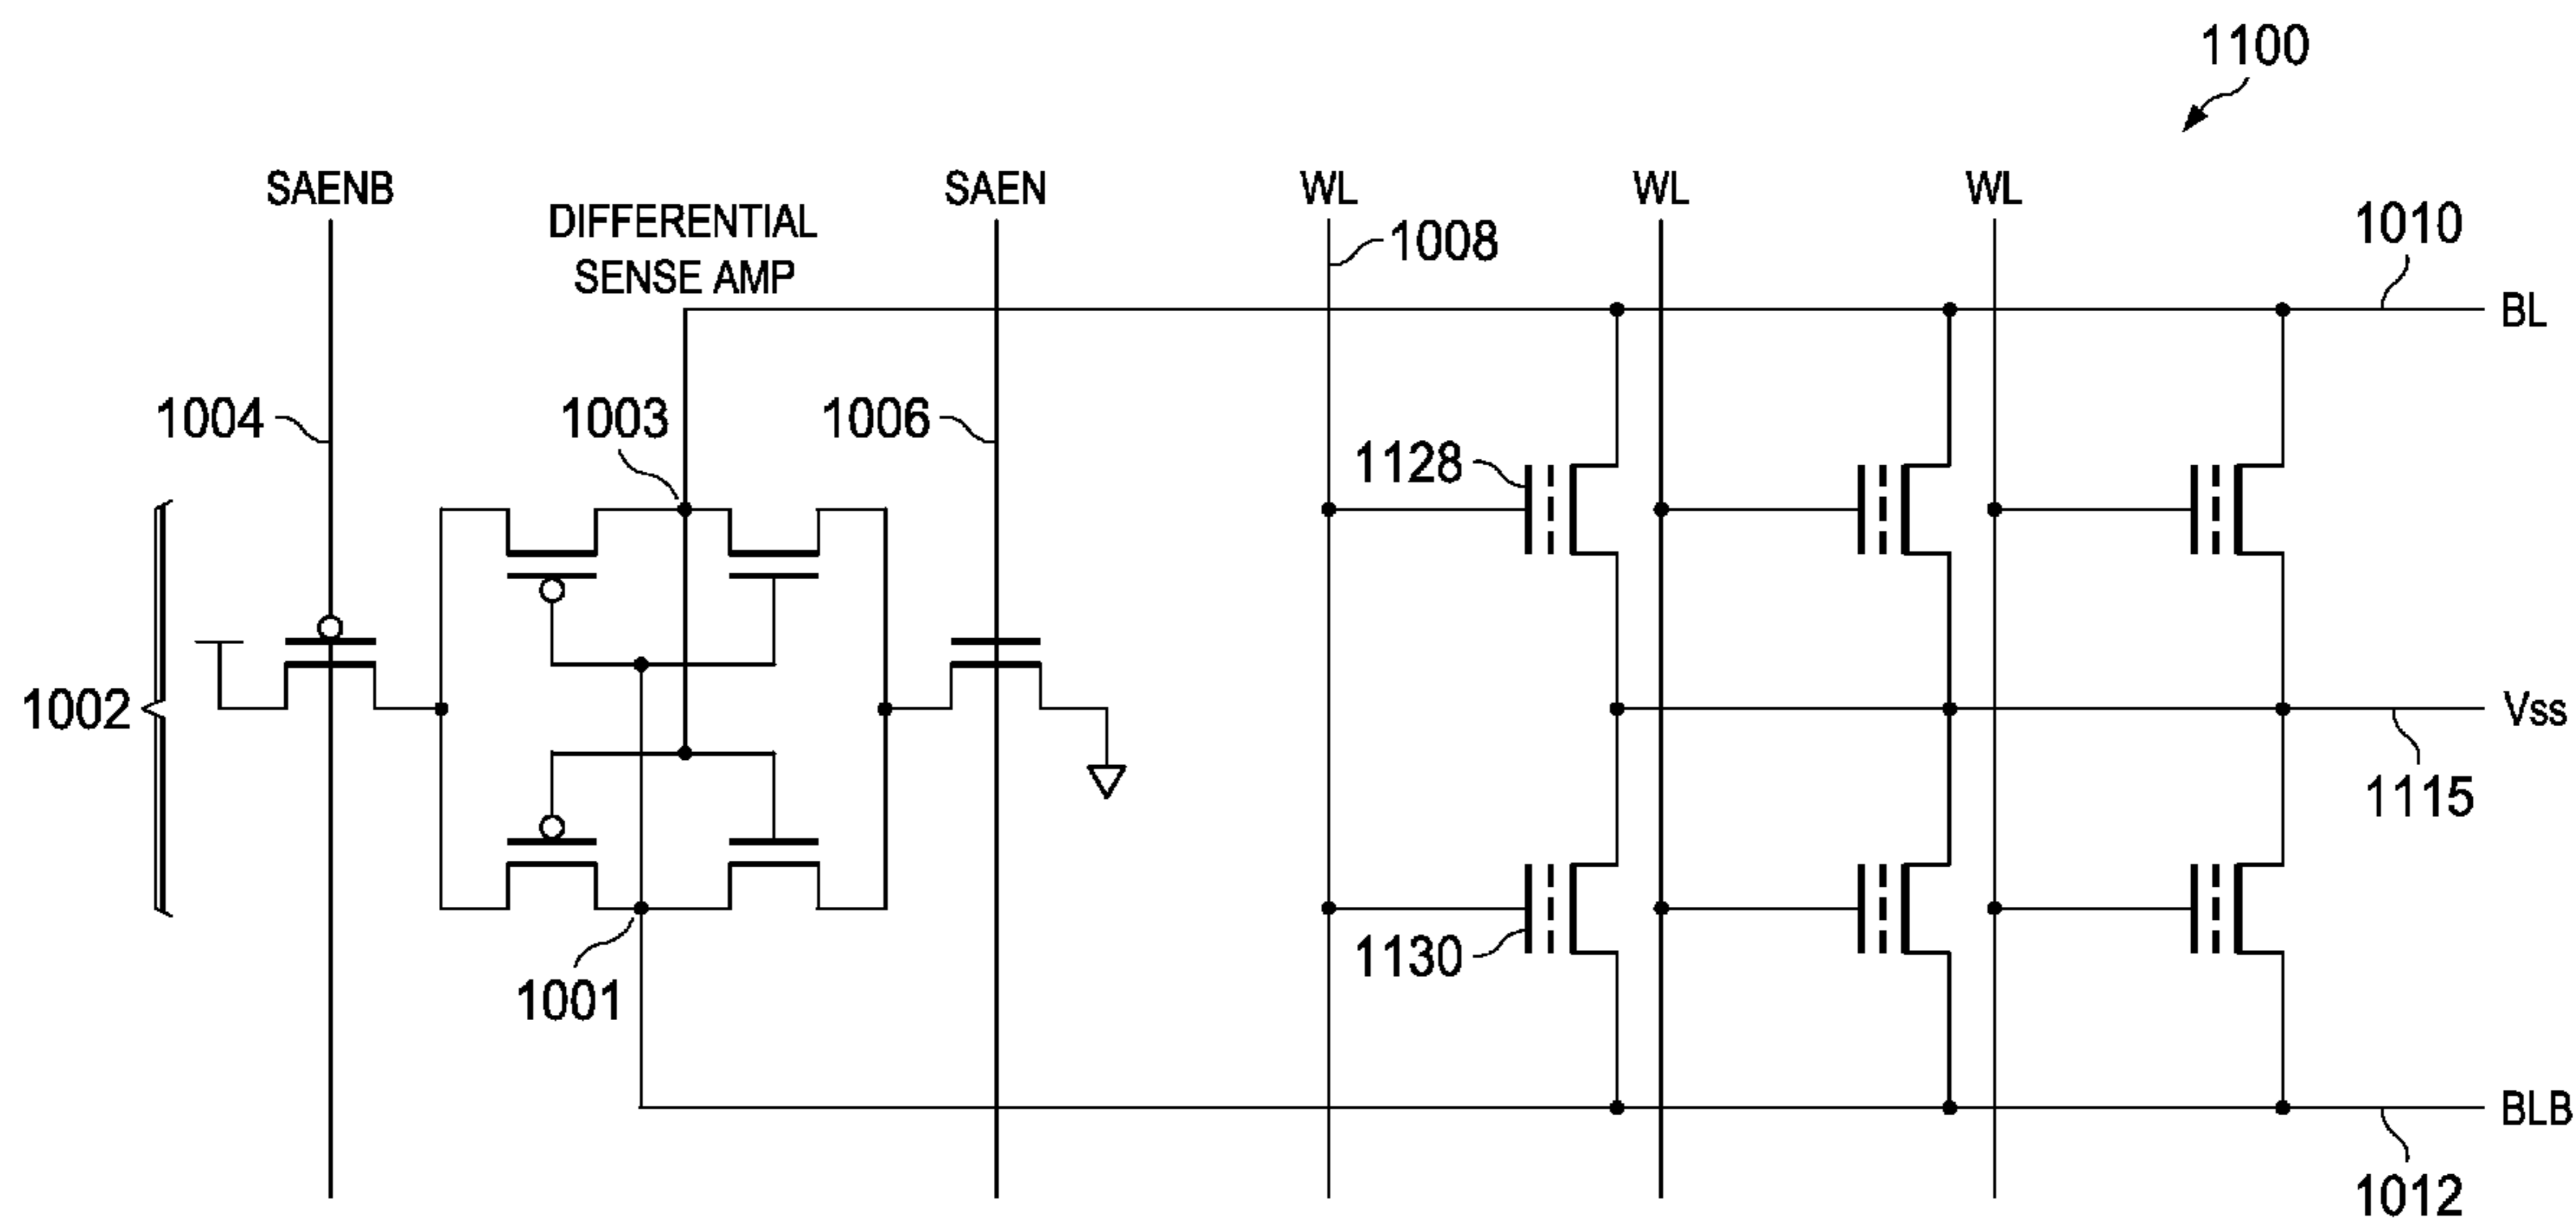 1100
SAENB
DIFFERENTIAL
SENSE AMP
SAEN
WL
WL
WL
1008
1010
BL
1004
1003
1006
1128
1002
Vss
1115
1130
1001
BLB
1012